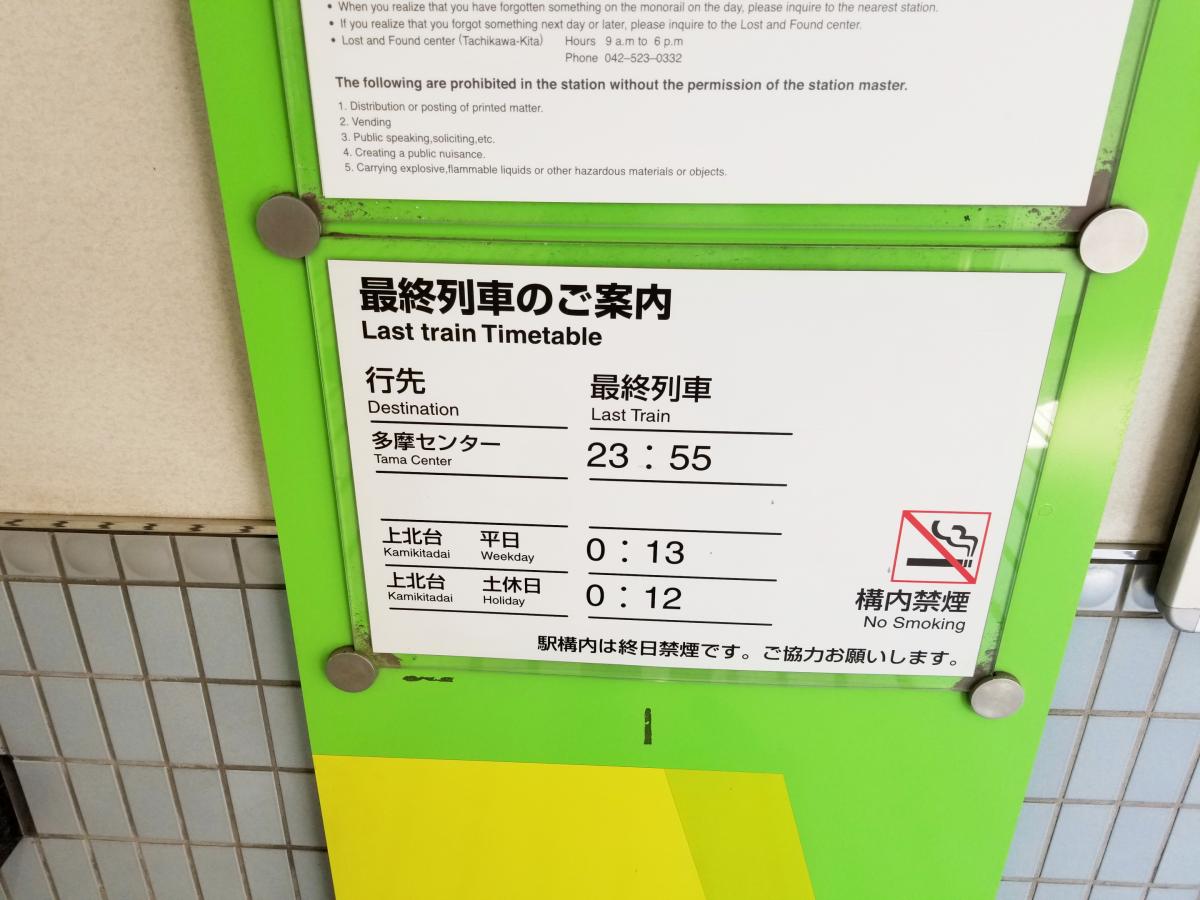 • When you realize that you have forgotten something on the monorail on the day, please inquire to the nearest station.
• If you realize that you forgot something next day or later, please inquire to the Lost and Found center.
• Lost and Found center (Tachikawa-Kita) Hours 9 a.m to 6 p.m
Phone 042–523–0332
The following are prohibited in the station without the permission of the station master.
1. Distribution or posting of printed matter.
2. Vending
3. Public speaking,soliciting,etc.
4. Creating a public nuisance.
5. Carrying explosive,flammable liquids or other hazardous materials or objects.
最終列車のご案内
Last train Timetable
行先 最終列車
Destination Last Train
多摩センター 23:55
Tama Center
上北台 平日 0:13
Kamikitadai Weekday
上北台 土休日 0:12
Kamikitadai Holiday
構内禁煙
No Smoking
駅構内は終日禁煙です。ご協力お願いします。